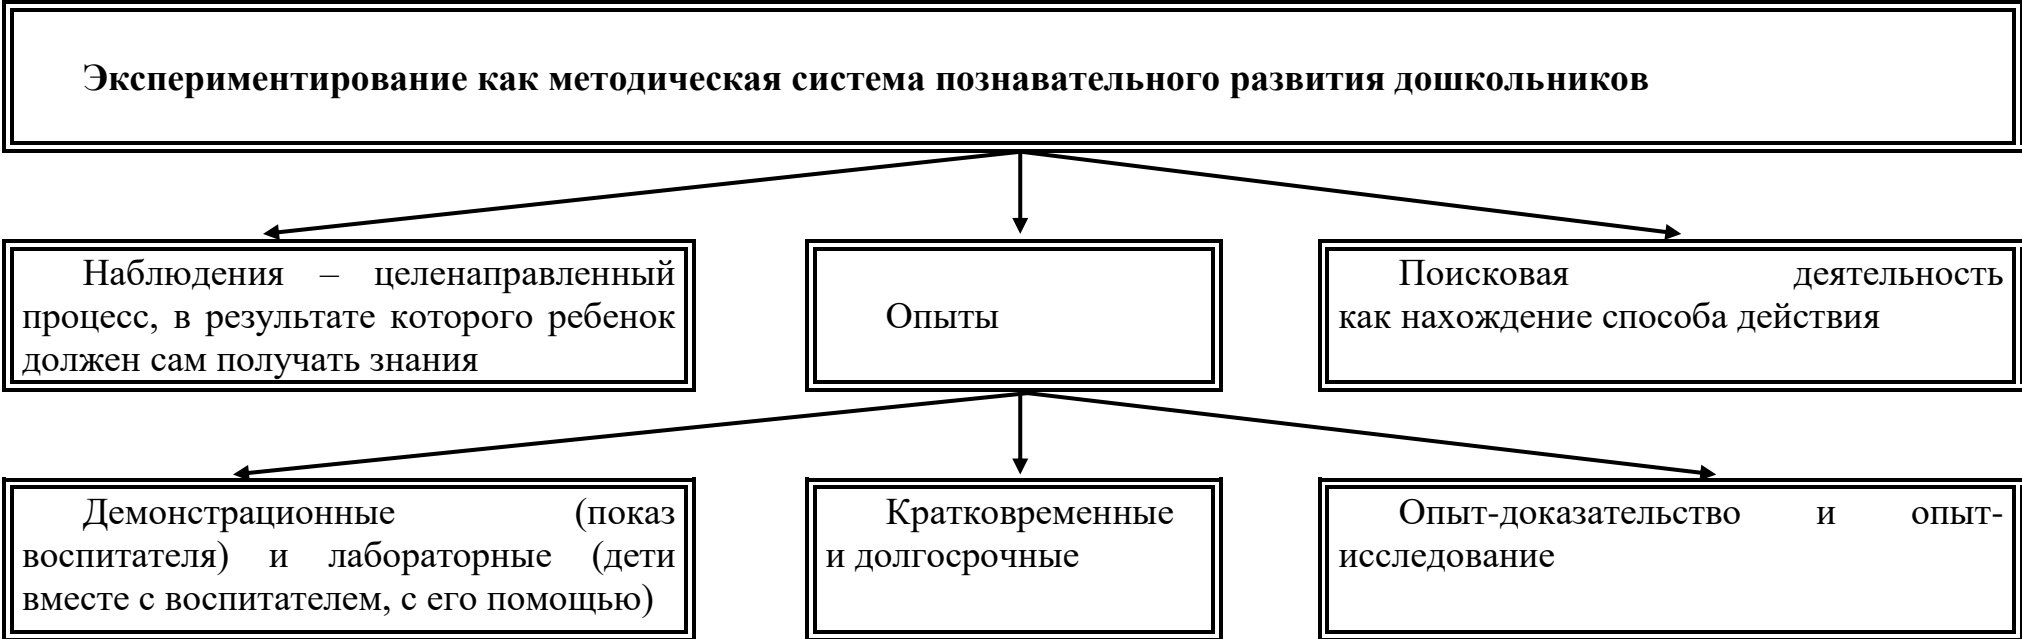 Экспериментирование как методическая система познавательного развития дошкольников
Наблюдения – целенаправленный
процесс, в результате которого ребенок
должен сам получать знания
Опыты
Поисковая деятельность
как нахождение способа действия
Демонстрационные (показ
воспитателя) и лабораторные (дети
вместе с воспитателем, с его помощью)
Кратковременные
и долгосрочные
Опыт-доказательство и опыт-
исследование